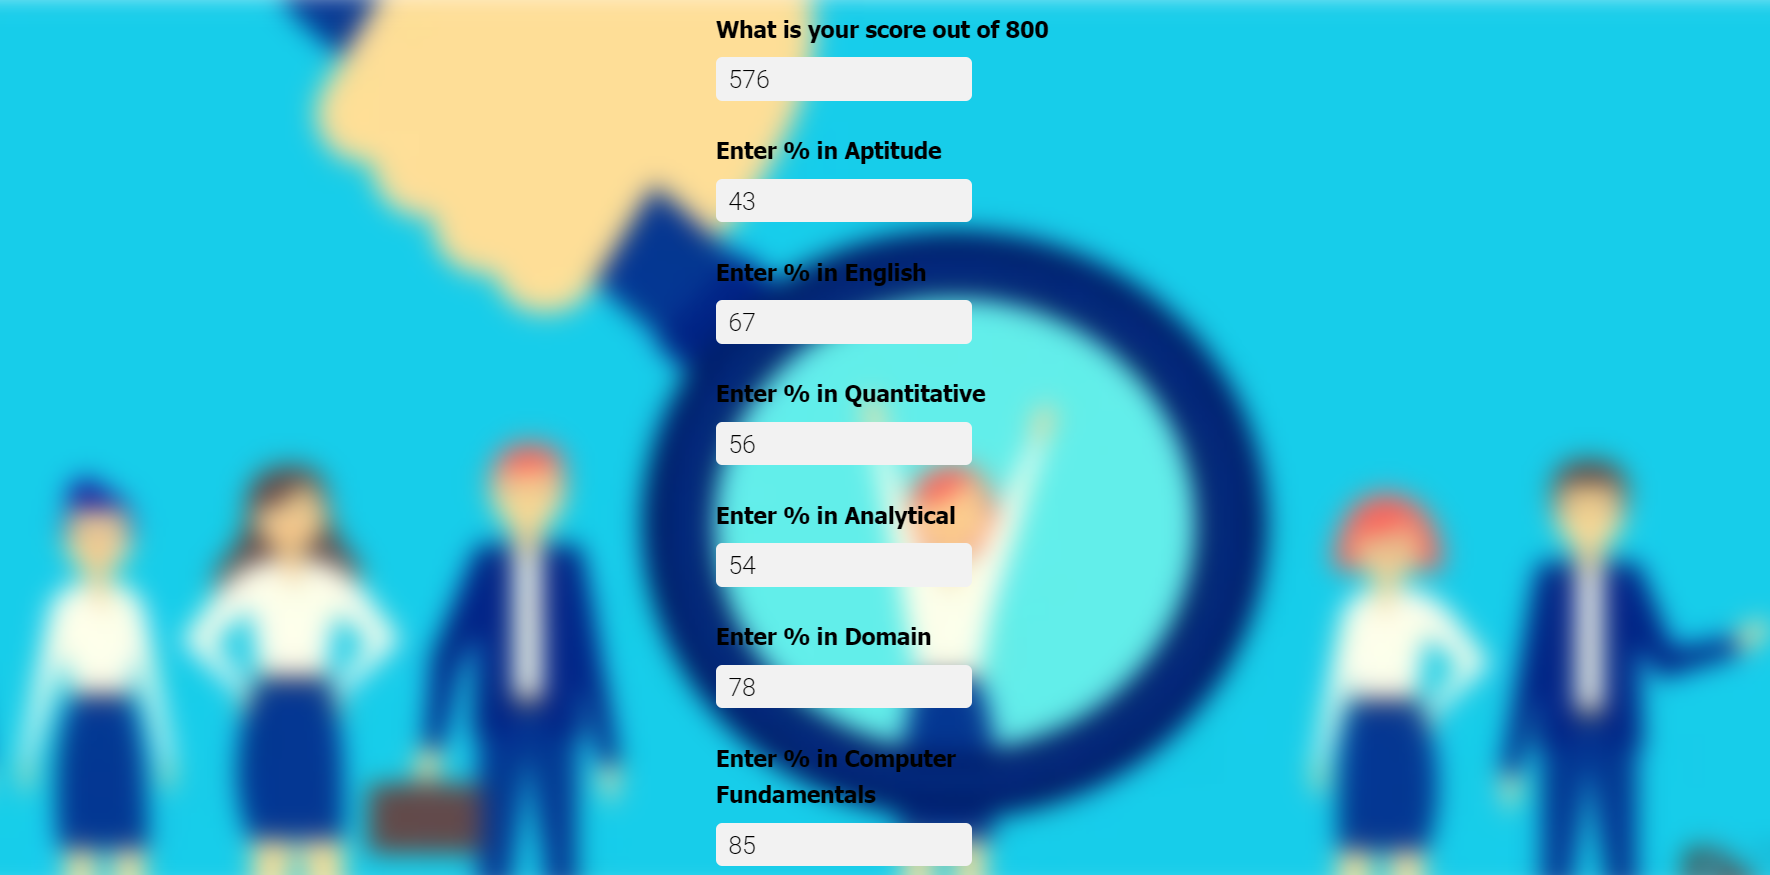 What is your score out of 800
576
Enter % in Aptitude
43
Enter % in English
67
Enter % in Quantitative
56
Enter % in Analytical
54
Enter % in Domain
78
Enter % in Computer
Fundamentals
85